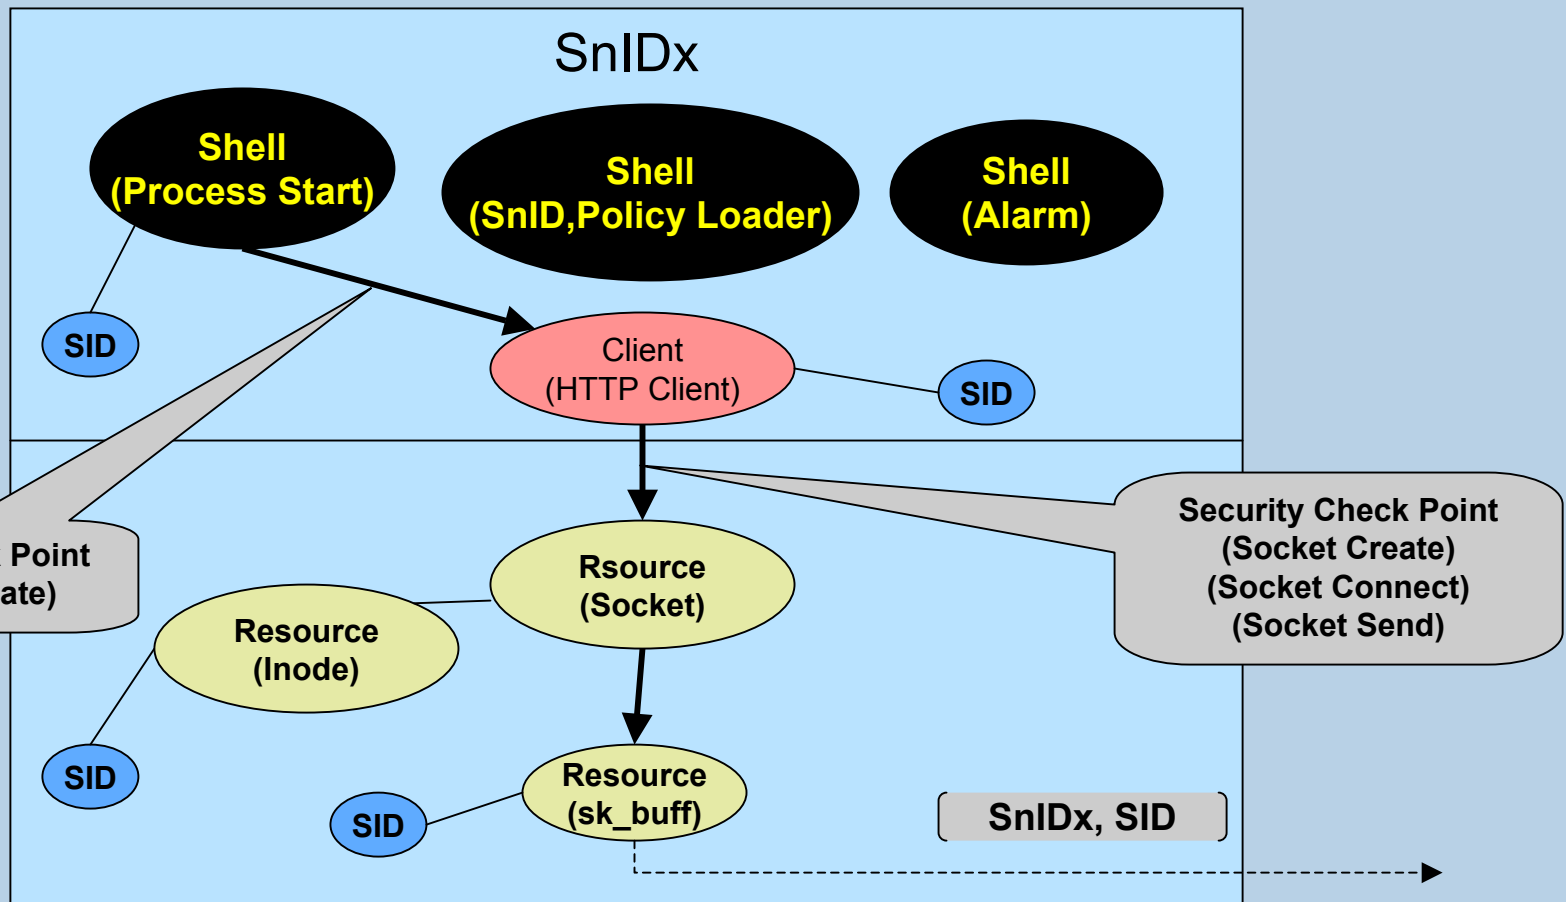 SnIDx
Shell
(Process Start)
Shell
(SnID,Policy Loader)
Shell
(Alarm)
SID
Client
(HTTP Client)
SID
Security Check Point
(Socket Create)
(Socket Connect)
(Socket Send)
Point
ate)
Rsource
(Socket)
Resource
(Inode)
SID
Resource
(sk_buff)
SID
SnIDx, SID